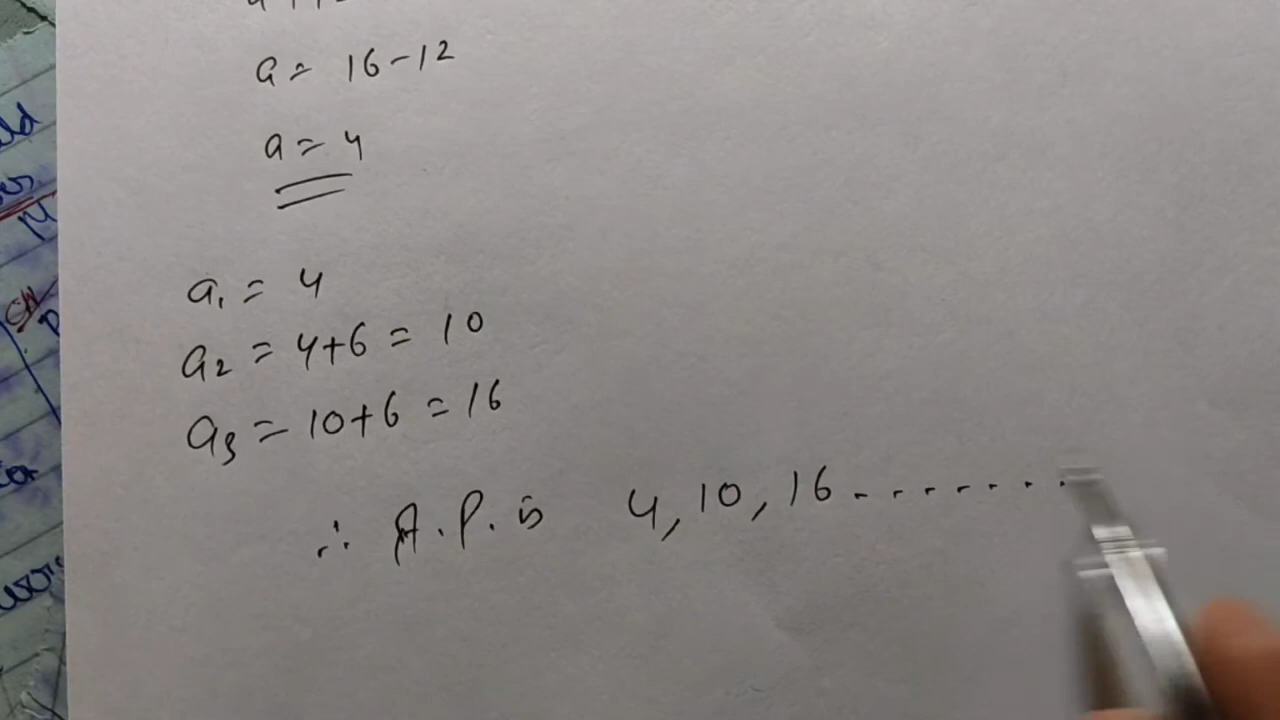 a = 16-12
a = 4
a₁ = 4
a₂ = 4+6 = 10
a₃ = 10+6 = 16
∴ A.P. is 4, 10, 16 .......